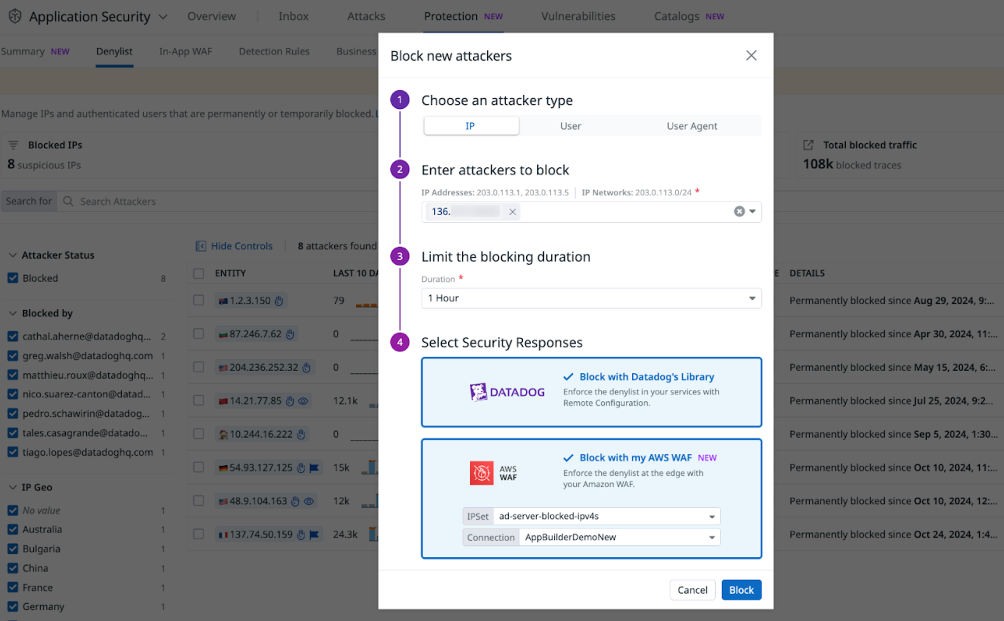 Application Security
Overview
Inbox
Attacks
Protection NEW
Vulnerabilities
Catalogs NEW
Summary NEW
Denylist
In-App WAF
Detection Rules
Business
Manage IPs and authenticated users that are permanently or temporarily blocked.
Blocked IPs
8 suspicious IPs
Total blocked traffic
108k blocked traces
Search for
Search Attackers
Hide Controls
8 attackers found
Attacker Status
Blocked 8
Blocked by
cathal.aherne@datadoghq... 2
greg.walsh@datadoghq.com 1
matthieu.roux@datadoghq... 1
nico.suarez-canton@datad... 1
pedro.schawirin@datadog... 1
tales.casagrande@datado... 1
tiago.lopes@datadoghq.com 1
IP Geo
No value 1
Australia 1
Bulgaria 1
China 1
France 1
Germany 1
ENTITY LAST 10 DA DETAILS
1.2.3.150 79 Permanently blocked since Aug 29, 2024, 9:...
87.246.7.62 0 Permanently blocked since Apr 30, 2024, 11:...
204.236.252.32 0 Permanently blocked since May 15, 2024, 6:...
14.21.77.85 12.1k Permanently blocked since Jul 25, 2024, 9:2...
10.244.16.222 0 Permanently blocked since Sep 5, 2024, 1:30...
54.93.127.125 15k Permanently blocked since Oct 10, 2024, 11:...
48.9.104.163 12k Permanently blocked since Oct 10, 2024, 12:...
137.74.50.159 24.3k Permanently blocked since Oct 24, 2024, 1:4...
Block new attackers
1 Choose an attacker type
IP
User
User Agent
2 Enter attackers to block
IP Addresses: 203.0.113.1, 203.0.113.5 | IP Networks: 203.0.113.0/24 *
136.
3 Limit the blocking duration
Duration *
1 Hour
4 Select Security Responses
DATADOG
Block with Datadog's Library
Enforce the denylist in your services with
Remote Configuration.
AWS
WAF
Block with my AWS WAF NEW
Enforce the denylist at the edge with
your Amazon WAF.
IPSet ad-server-blocked-ipv4s
Connection AppBuilderDemoNew
Cancel
Block